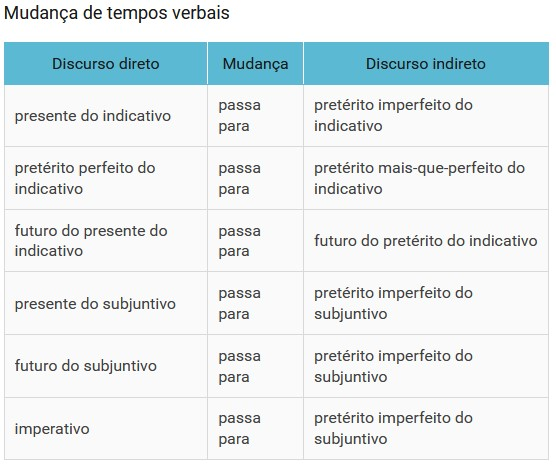 Mudança de tempos verbais
Discurso direto Mudança Discurso indireto
presente do indicativo
passa
para
pretérito imperfeito do
indicativo
pretérito perfeito do
indicativo
passa
para
pretérito mais-que-perfeito do
indicativo
futuro do presente do
indicativo
passa
para
futuro do pretérito do indicativo
presente do subjuntivo
passa
para
pretérito imperfeito do
subjuntivo
futuro do subjuntivo
passa
para
pretérito imperfeito do
subjuntivo
imperativo
passa
para
pretérito imperfeito do
subjuntivo